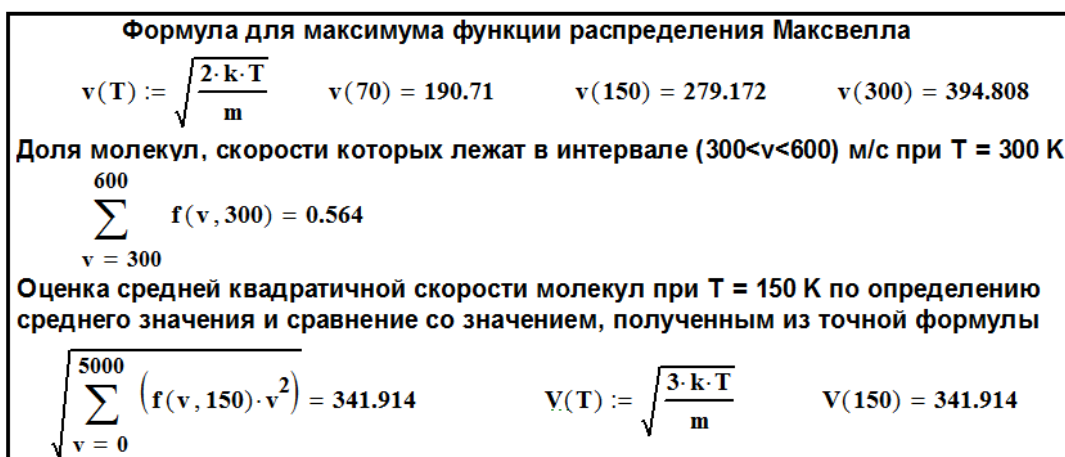 Формула для максимума функции распределения Максвелла
v(T) := √(2·k·T / m) v(70) = 190.71 v(150) = 279.172 v(300) = 394.808
Доля молекул, скорости которых лежат в интервале (300<v<600) м/с при T = 300 K
600
∑ f(v,300) = 0.564
v = 300
Оценка средней квадратичной скорости молекул при T = 150 K по определению
среднего значения и сравнение со значением, полученным из точной формулы
5000
√∑ (f(v,150)·v²) = 341.914 V(T) := √(3·k·T / m) V(150) = 341.914
v = 0